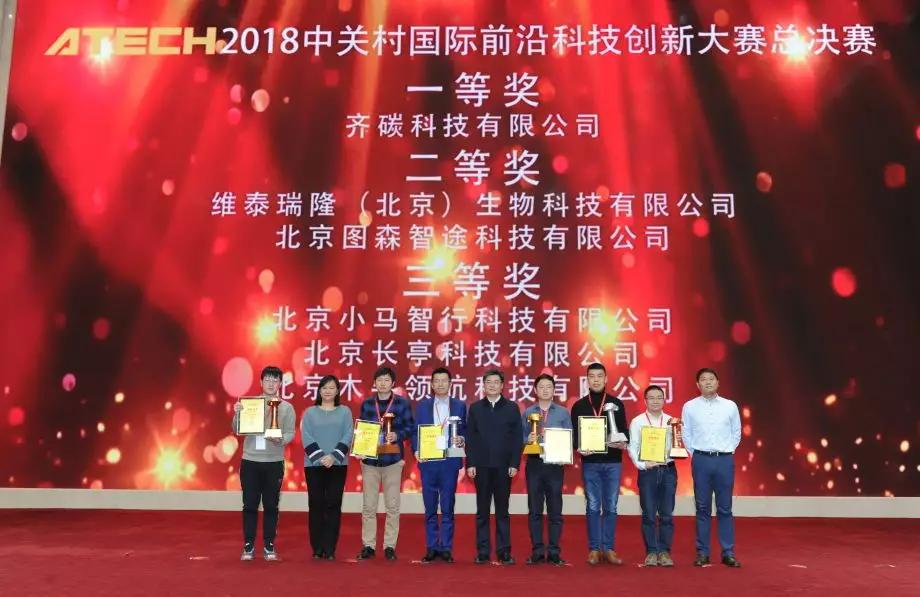 ATECH 2018中关村国际前沿科技创新大赛总决赛
一等奖
齐碳科技有限公司
二等奖
维泰瑞隆（北京）生物科技有限公司
北京图森智途科技有限公司
三等奖
北京小马智行科技有限公司
北京长亭科技有限公司
北京木 领航科技有限公司